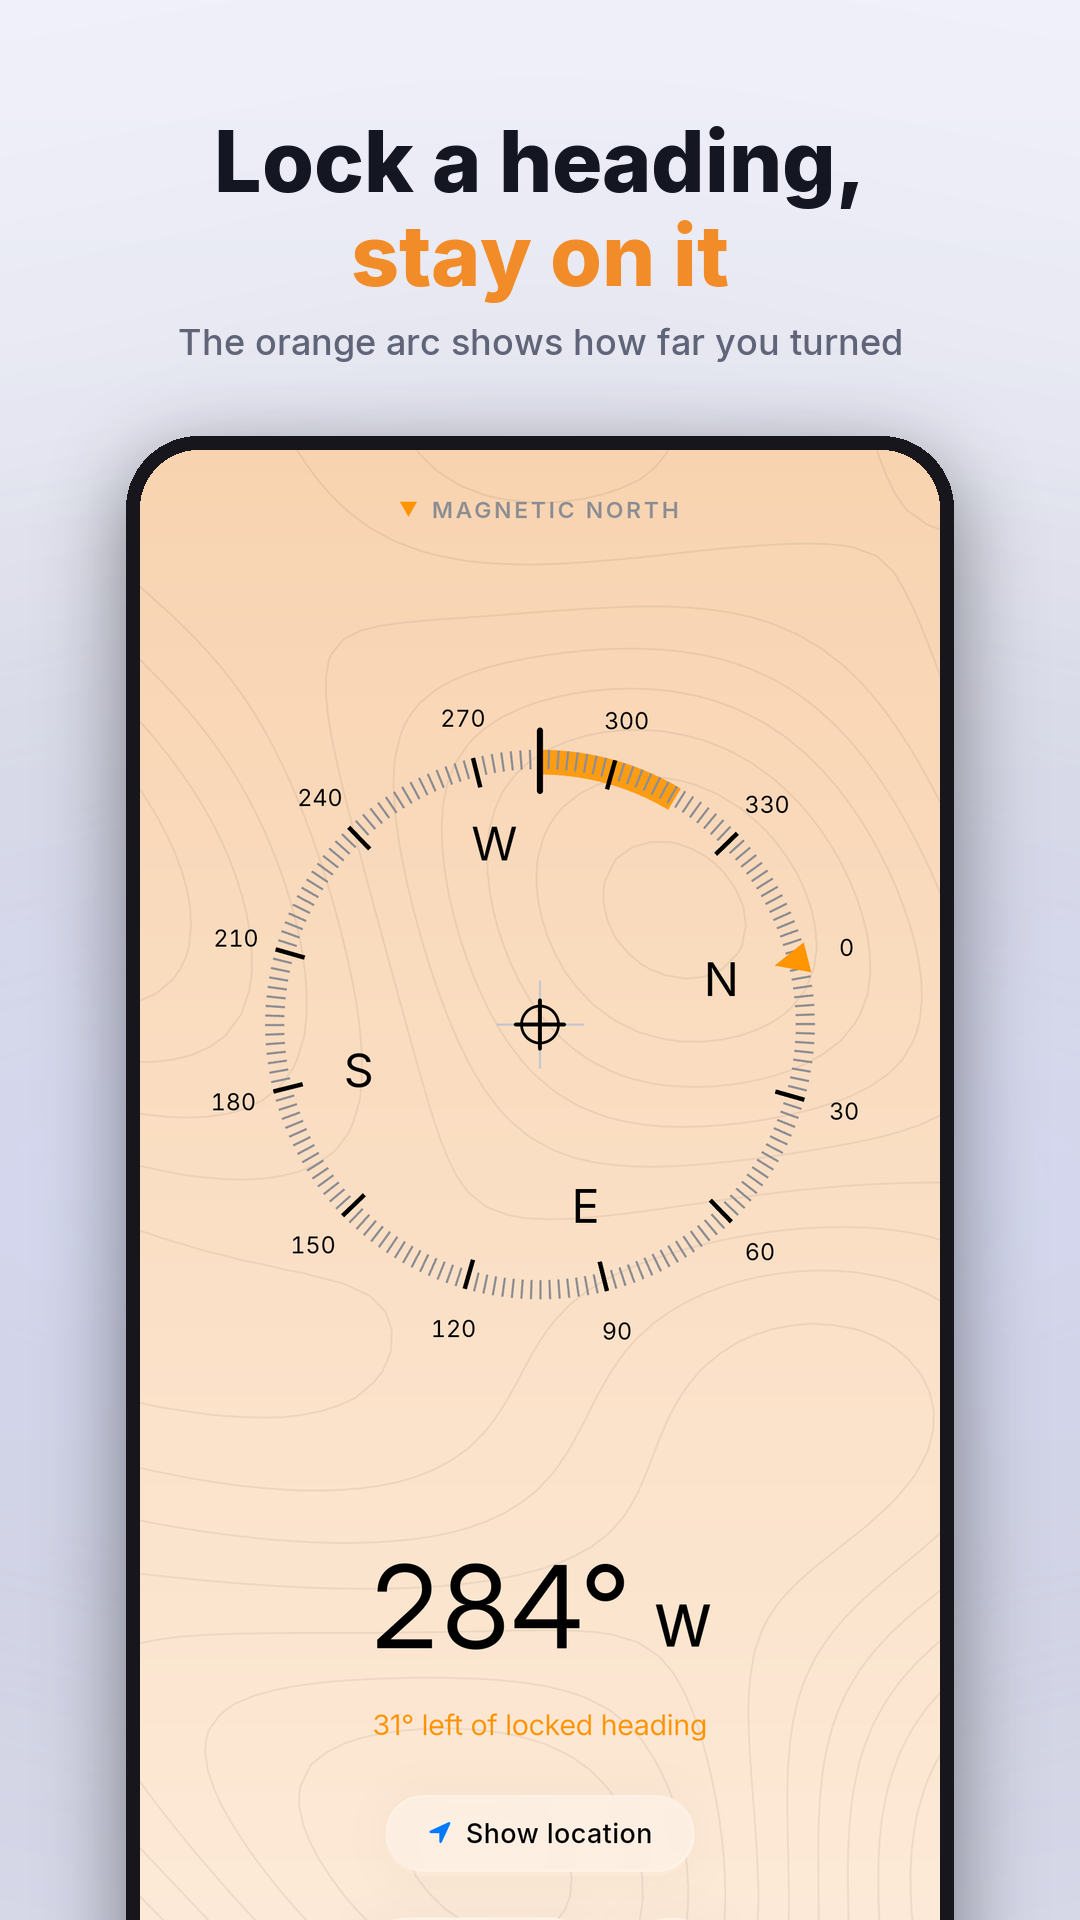 Lock a heading,
stay on it
The orange arc shows how far you turned
MAGNETIC NORTH
270
300
240
330
W
210
0
N
S
180
30
E
150
60
120
90
284° W
31° left of locked heading
Show location